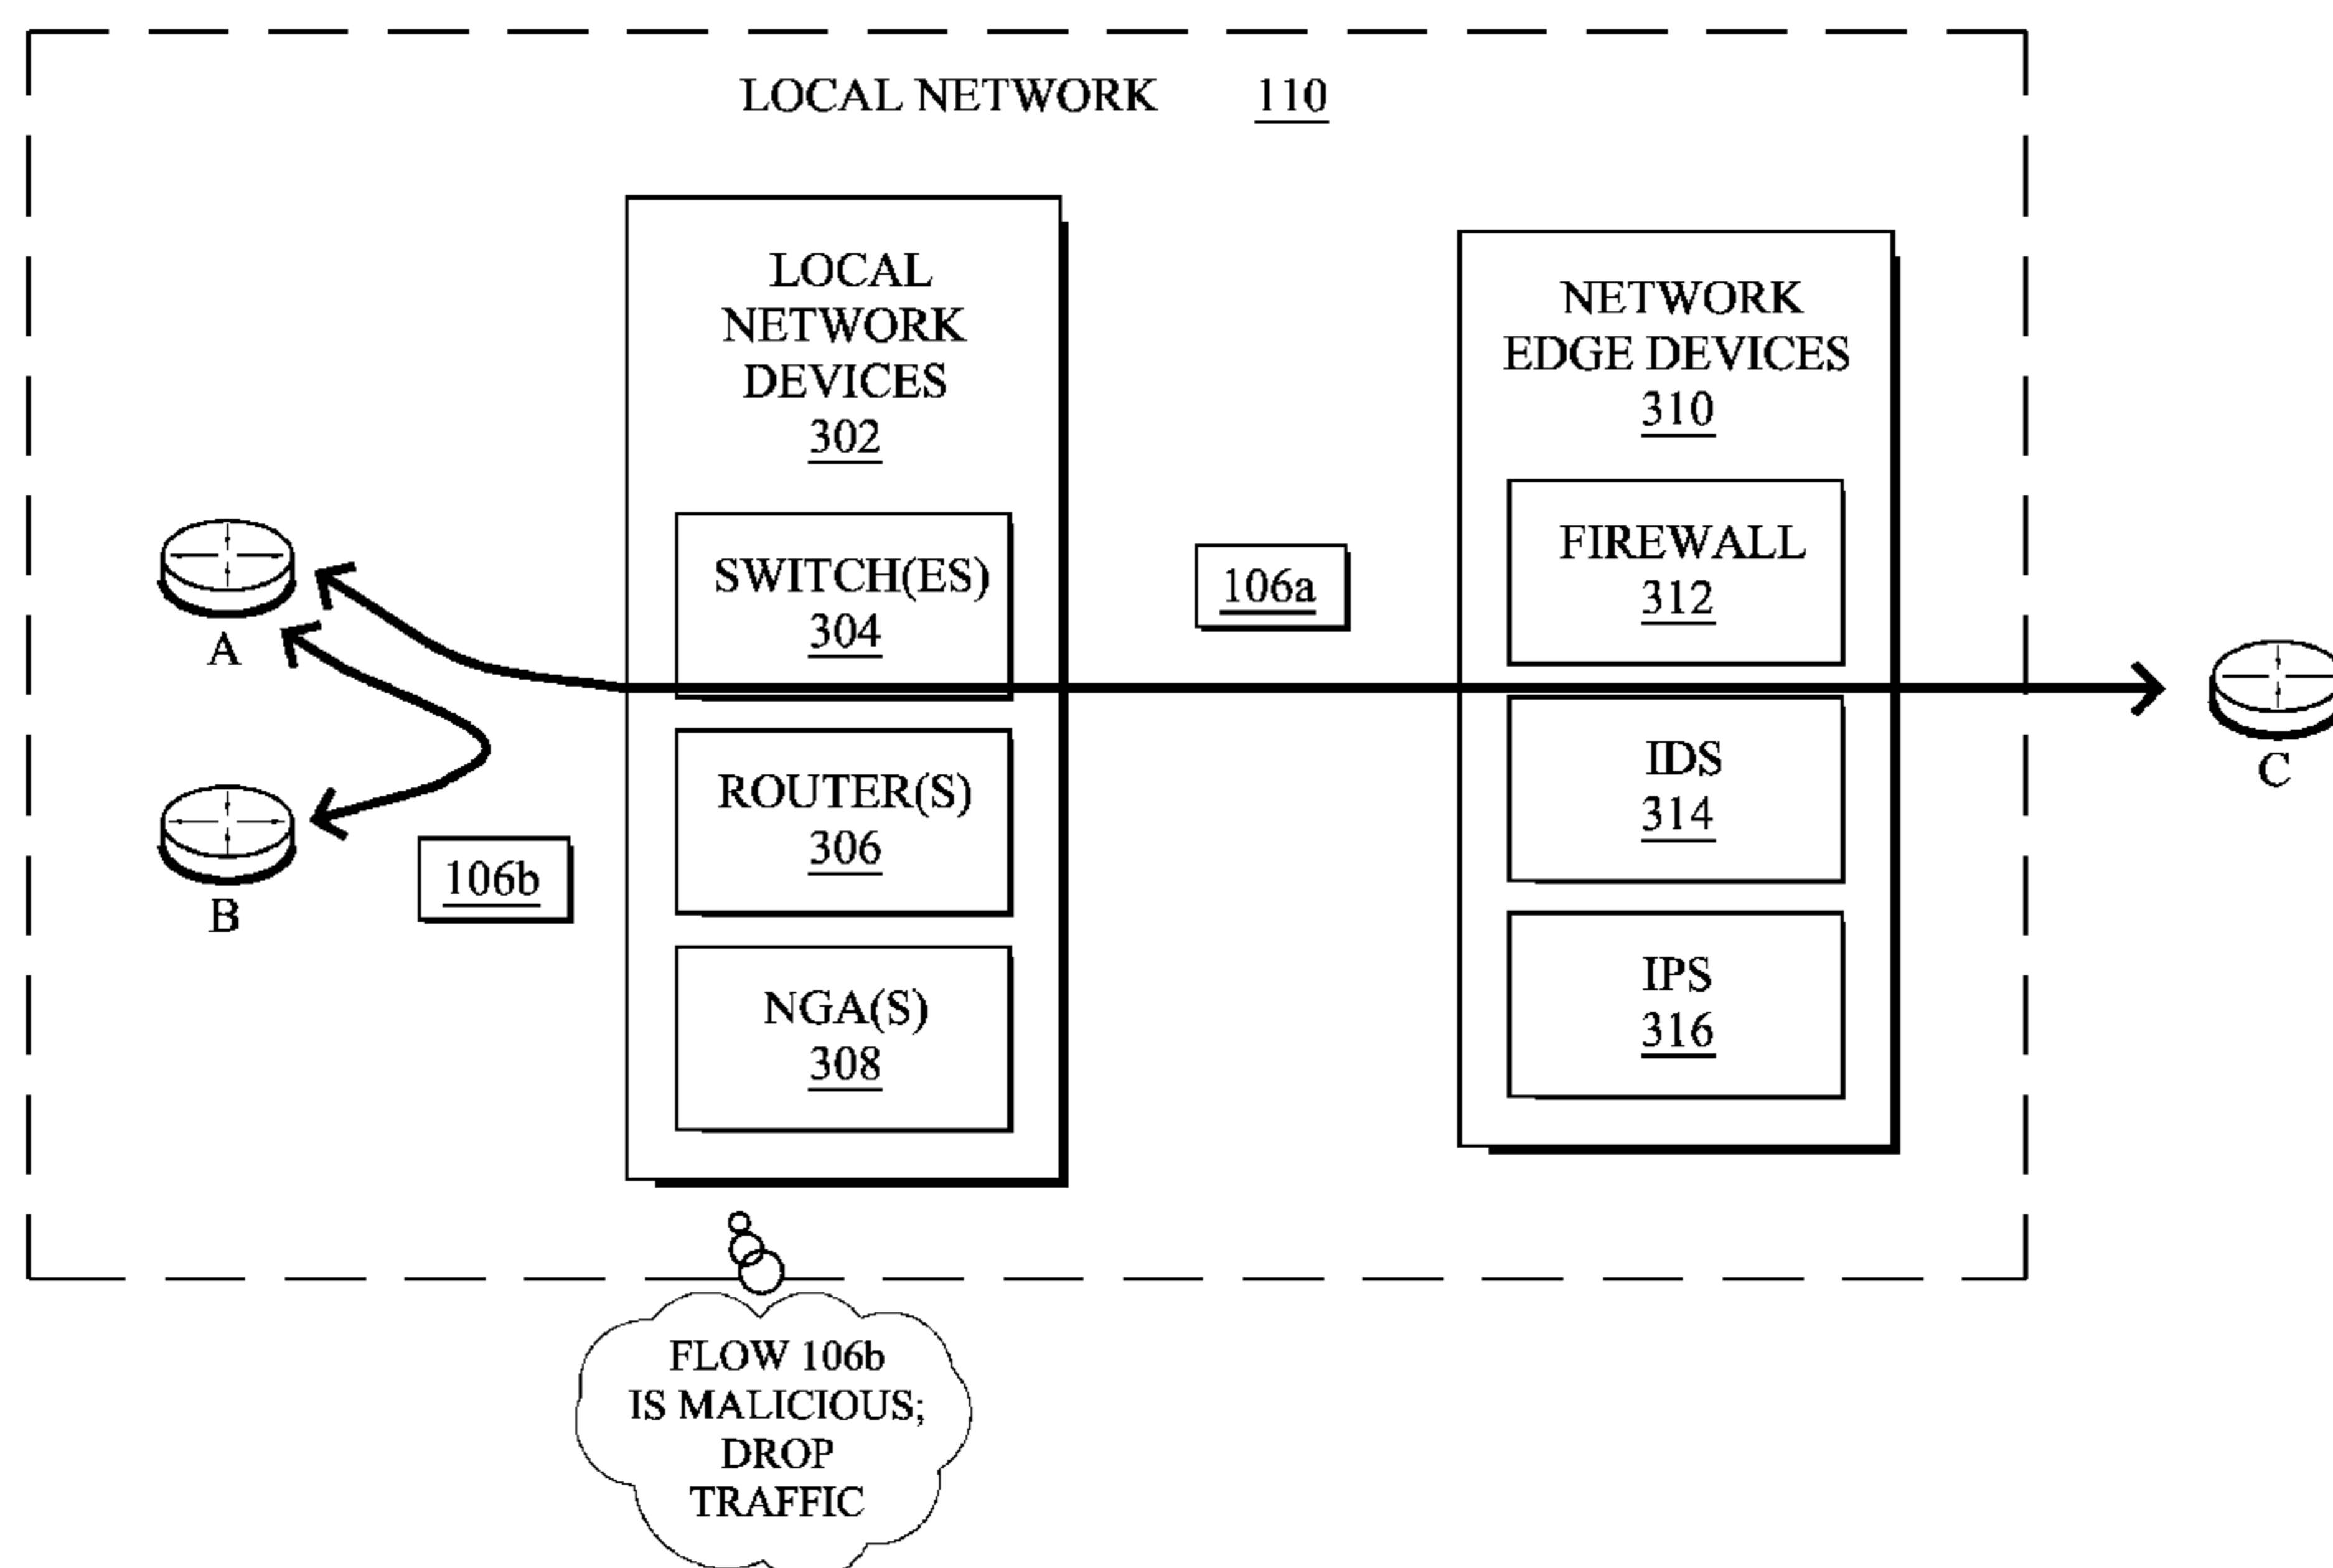 LOCAL NETWORK 110
LOCAL
NETWORK
DEVICES
302
SWITCH(ES)
304
ROUTER(S)
306
NGA(S)
308
106a
NETWORK
EDGE DEVICES
310
FIREWALL
312
IDS
314
IPS
316
A
B
106b
C
FLOW 106b
IS MALICIOUS;
DROP
TRAFFIC